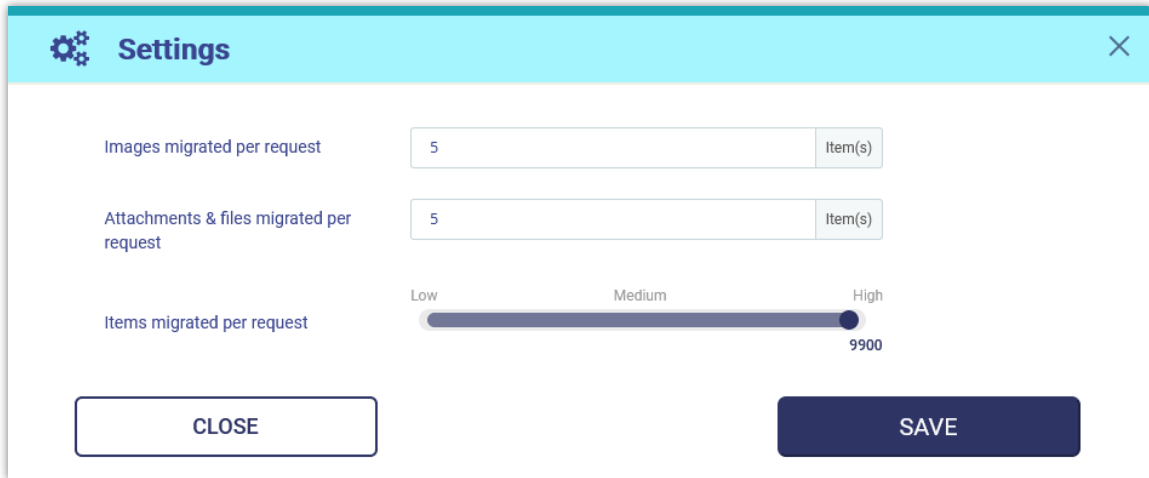 Settings
Images migrated per request
5
Item(s)
Attachments & files migrated per
request
5
Item(s)
Low Medium High
Items migrated per request
9900
CLOSE
SAVE